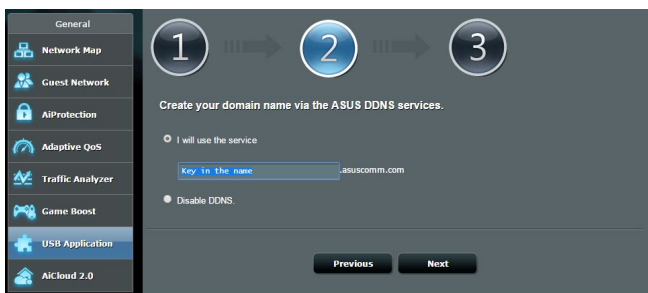 General
Network Map
Guest Network
AiProtection
Adaptive QoS
Traffic Analyzer
Game Boost
USB Application
AiCloud 2.0
1
2
3
Create your domain name via the ASUS DDNS services.
I will use the service
Key in the name .asuscomm.com
Disable DDNS.
Previous Next